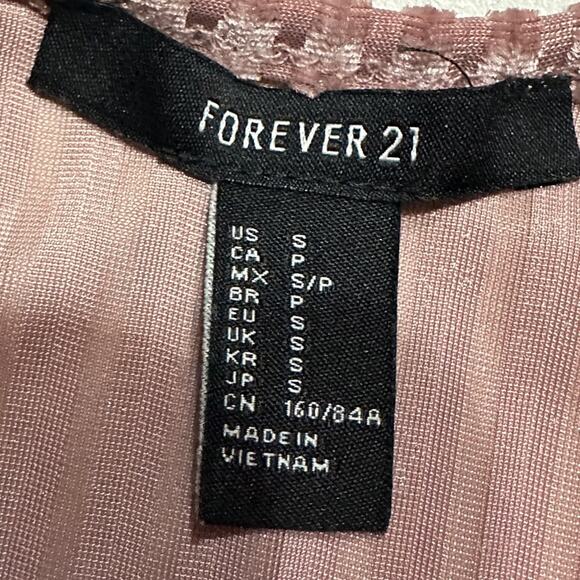 FOREVER 21
US S
CA P
MX S/P
BR P
EU S
UK S
KR S
JP S
CN 160/84A
MADE IN
VIETNAM